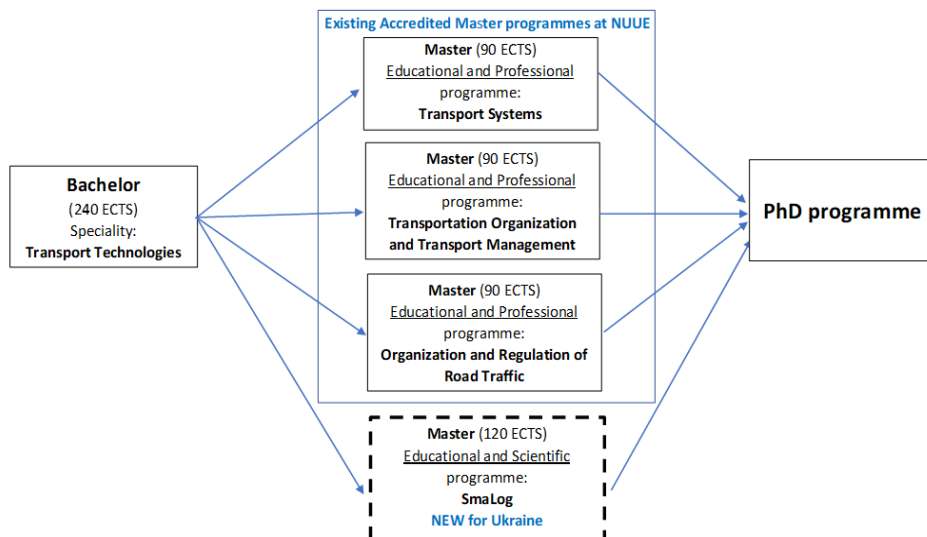 Existing Accredited Master programmes at NUUE
Master (90 ECTS)
Educational and Professional
programme:
Transport Systems
Master (90 ECTS)
Educational and Professional
programme:
Transportation Organization
and Transport Management
Master (90 ECTS)
Educational and Professional
programme:
Organization and Regulation of
Road Traffic
Master (120 ECTS)
Educational and Scientific
programme:
SmaLog
NEW for Ukraine
Bachelor
(240 ECTS)
Speciality:
Transport Technologies
PhD programme